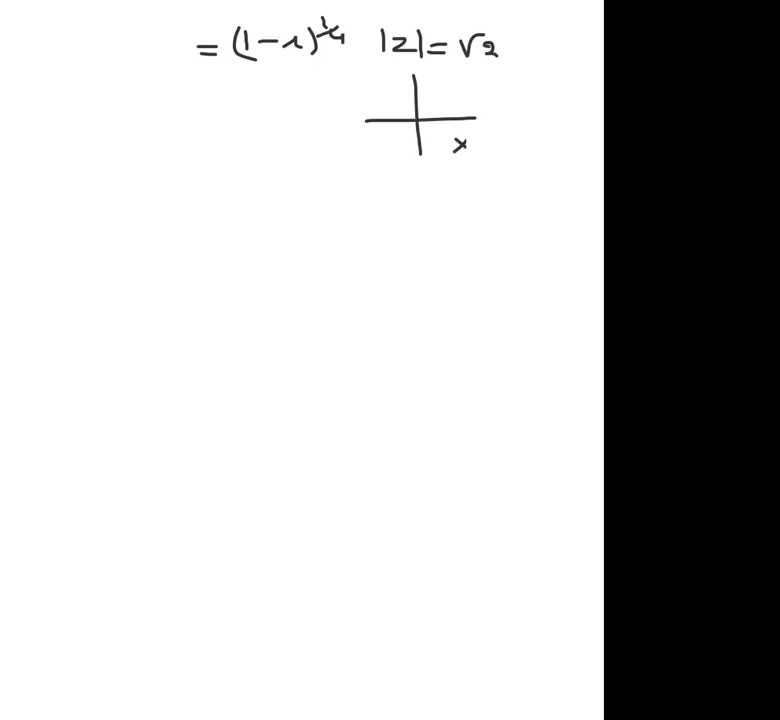 = (1-i)^{1/4} |z| = √2
x